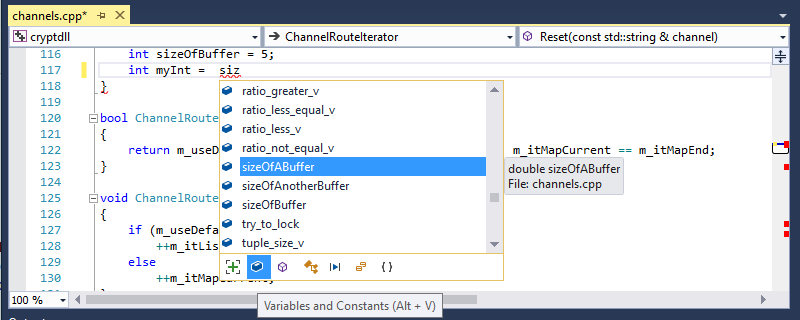 channels.cpp*
cryptdll ChannelRouteIterator Reset(const std::string & channel)
116 int sizeOfBuffer = 5;
117 int myInt = siz
118 }
ratio_greater_v
119
ratio_less_equal_v
120 bool ChannelRoute
ratio_less_v
121 {
ratio_not_equal_v
122 return m_useD m_itMapCurrent == m_itMapEnd;
123 }
sizeOfABuffer
double sizeOfABuffer
File: channels.cpp
124
sizeOfAnotherBuffer
125 void ChannelRoute
sizeOfBuffer
126 {
try_to_lock
127 if (m_useDefa
tuple_size_v
128 ++m_itLis
129 else
{}
130 ++m_itMapCurrent;
100 %
Variables and Constants (Alt + V)